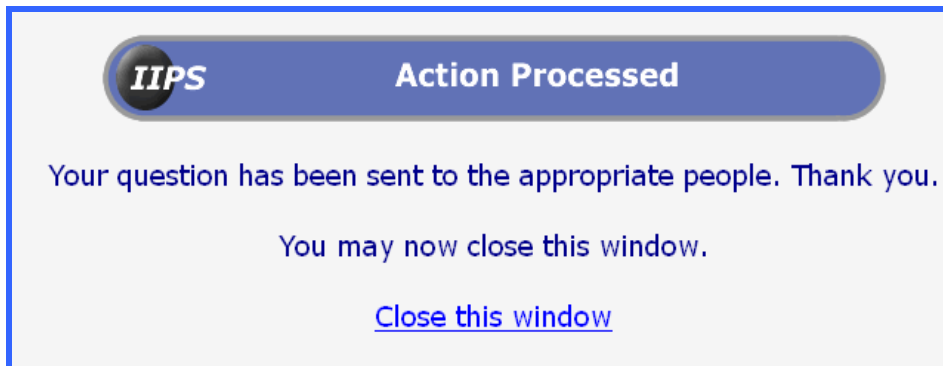 IIPS Action Processed
Your question has been sent to the appropriate people. Thank you.
You may now close this window.
Close this window